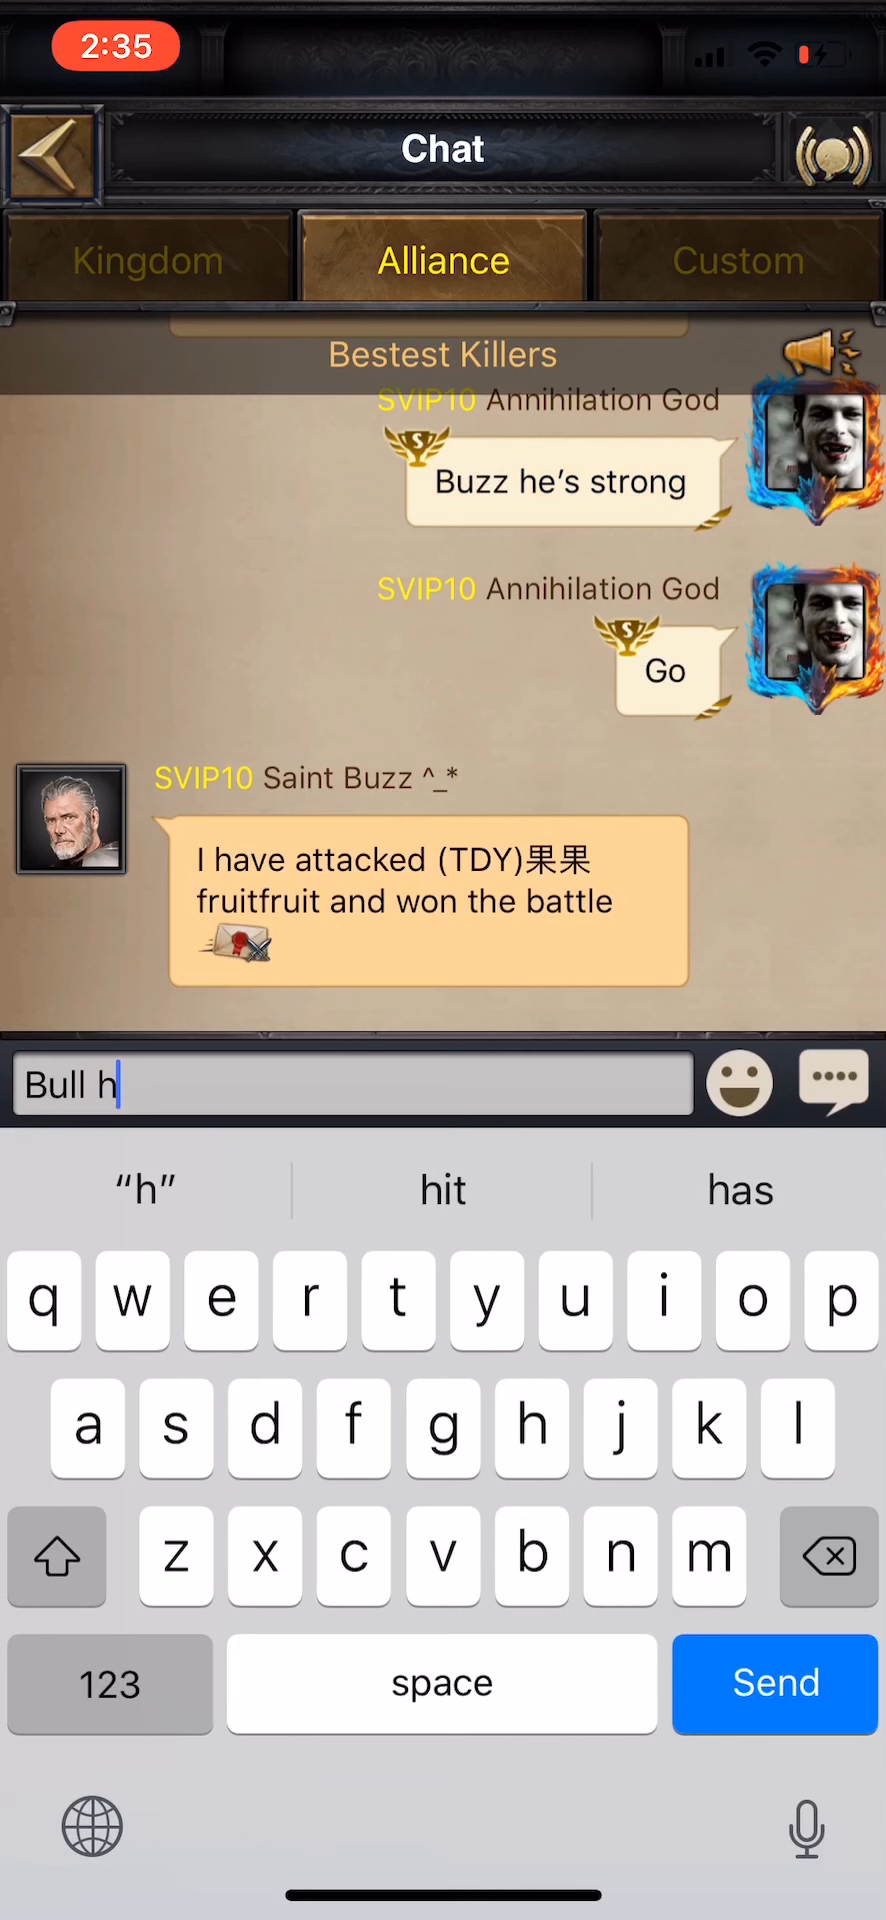 2:35
Chat
Kingdom
Alliance
Custom
Bestest Killers
SVIP10 Annihilation God
S
Buzz he’s strong
SVIP10 Annihilation God
S
Go
SVIP10 Saint Buzz ^_*
I have attacked (TDY)果果
fruitfruit and won the battle
Bull h
“h”
hit
has
q w e r t y u i o p
a s d f g h j k l
z x c v b n m
123
space
Send